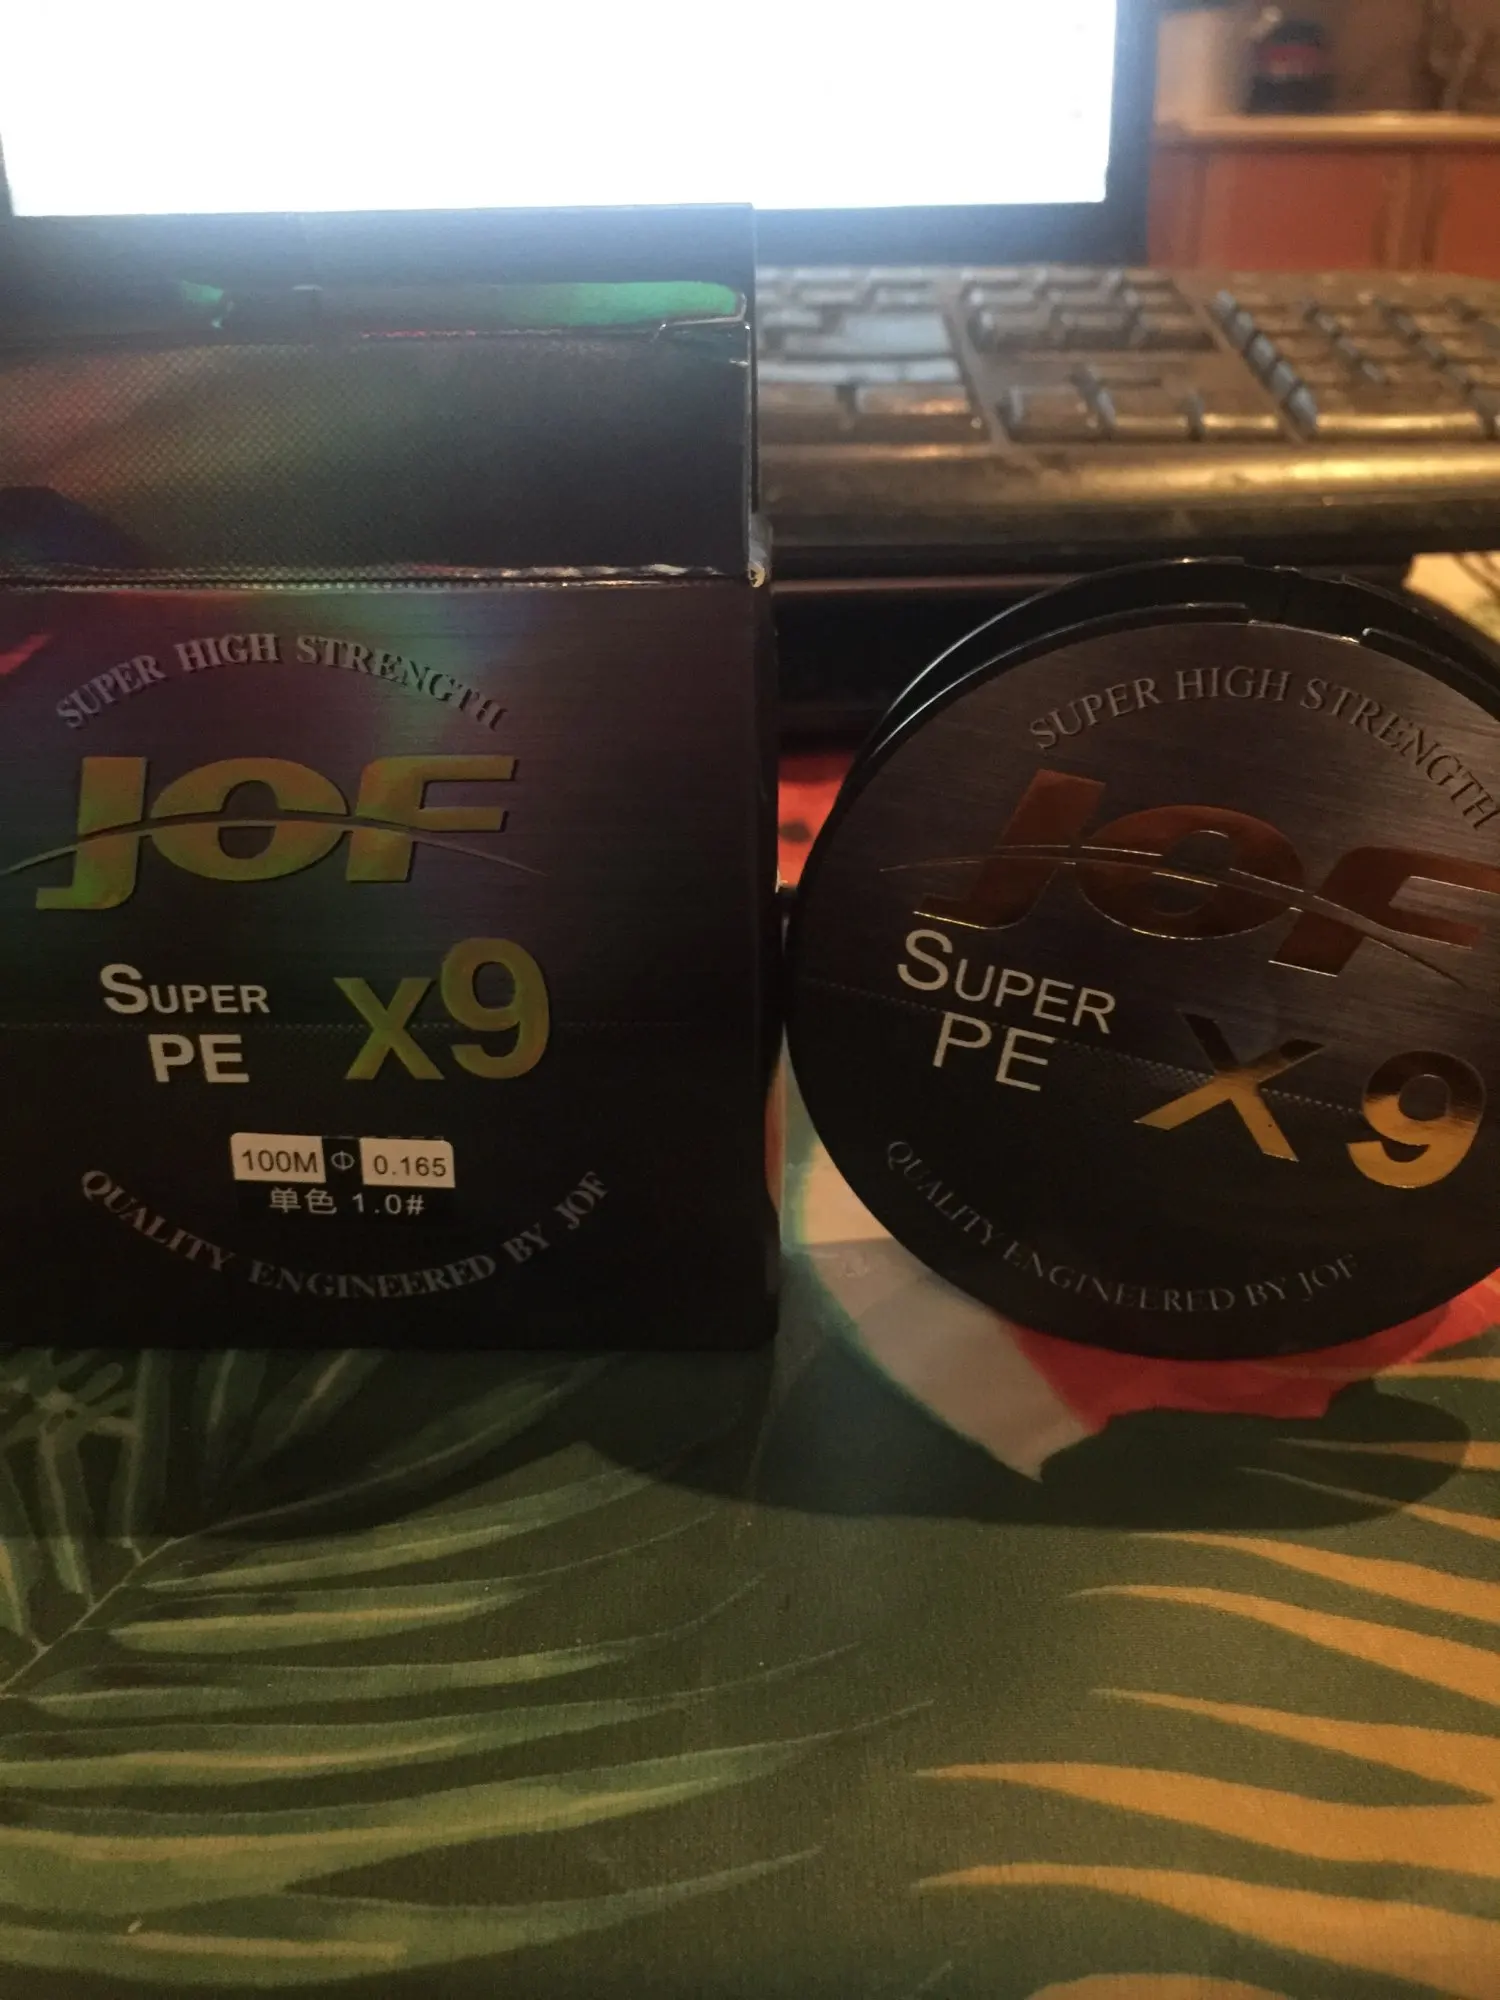 SUPER HIGH STRENGTH
JOF
SUPER
PE
x9
100M Φ 0.165
单色 1.0#
QUALITY ENGINEERED BY JOF
SUPER HIGH STRENGTH
JOF
SUPER
PE
X9
QUALITY ENGINEERED BY JOF